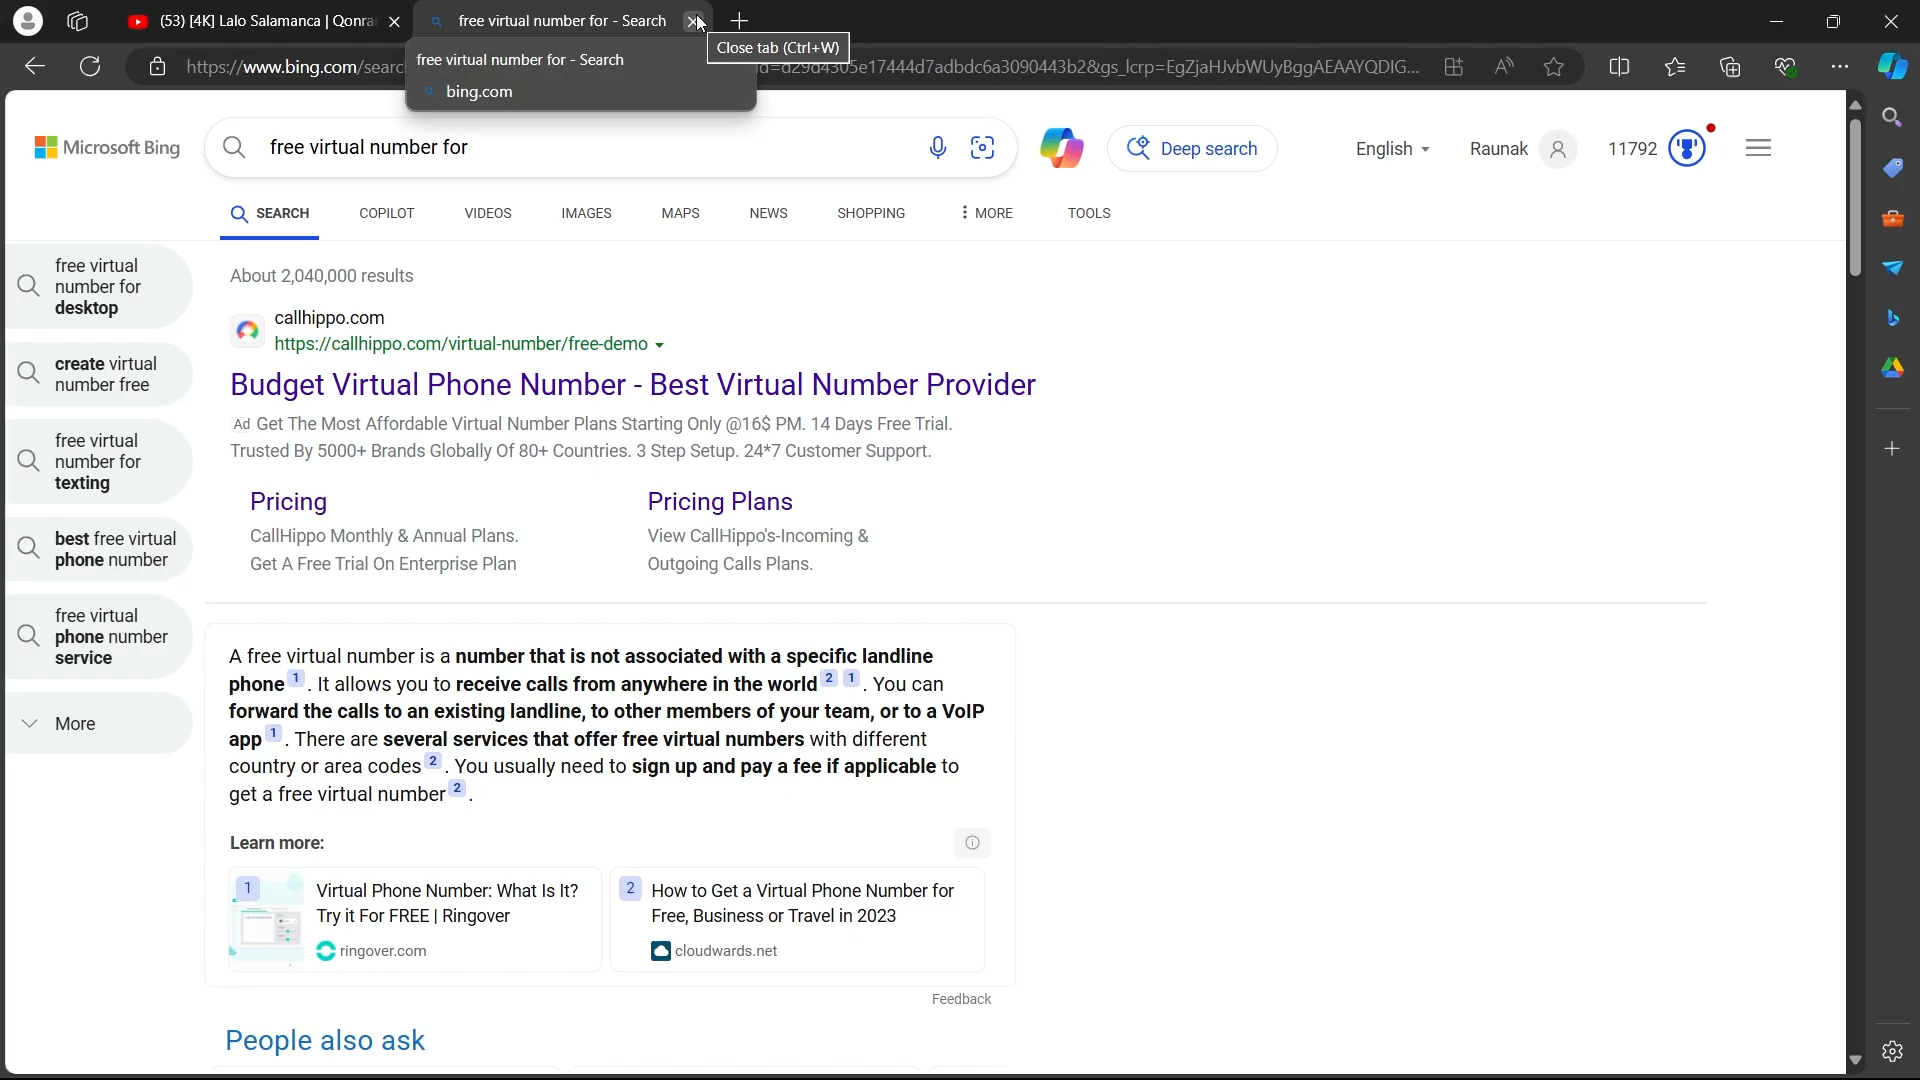 (53) [4K] Lalo Salamanca | Qonra
free virtual number for - Search
Close tab (Ctrl+W)
free virtual number for - Search
bing.com
https://www.bing.com/searc
d=d29d4305e17444d7adbdc6a3090443b2&gs_lcrp=EgZjaHJvbWUyBggAEAAYQDIG...
Microsoft Bing
free virtual number for
Deep search
English
Raunak
11792
SEARCH
COPILOT
VIDEOS
IMAGES
MAPS
NEWS
SHOPPING
MORE
TOOLS
free virtual
number for
desktop
create virtual
number free
free virtual
number for
texting
best free virtual
phone number
free virtual
phone number
service
More
About 2,040,000 results
callhippo.com
https://callhippo.com/virtual-number/free-demo
Budget Virtual Phone Number - Best Virtual Number Provider
Ad Get The Most Affordable Virtual Number Plans Starting Only @16$ PM. 14 Days Free Trial.
Trusted By 5000+ Brands Globally Of 80+ Countries. 3 Step Setup. 24*7 Customer Support.
Pricing
CallHippo Monthly & Annual Plans.
Get A Free Trial On Enterprise Plan
Pricing Plans
View CallHippo's-Incoming &
Outgoing Calls Plans.
A free virtual number is a number that is not associated with a specific landline
phone 1 . It allows you to receive calls from anywhere in the world 2 1 . You can
forward the calls to an existing landline, to other members of your team, or to a VoIP
app 1 . There are several services that offer free virtual numbers with different
country or area codes 2 . You usually need to sign up and pay a fee if applicable to
get a free virtual number 2 .
Learn more:
1
Virtual Phone Number: What Is It?
Try it For FREE | Ringover
ringover.com
2
How to Get a Virtual Phone Number for
Free, Business or Travel in 2023
cloudwards.net
Feedback
People also ask